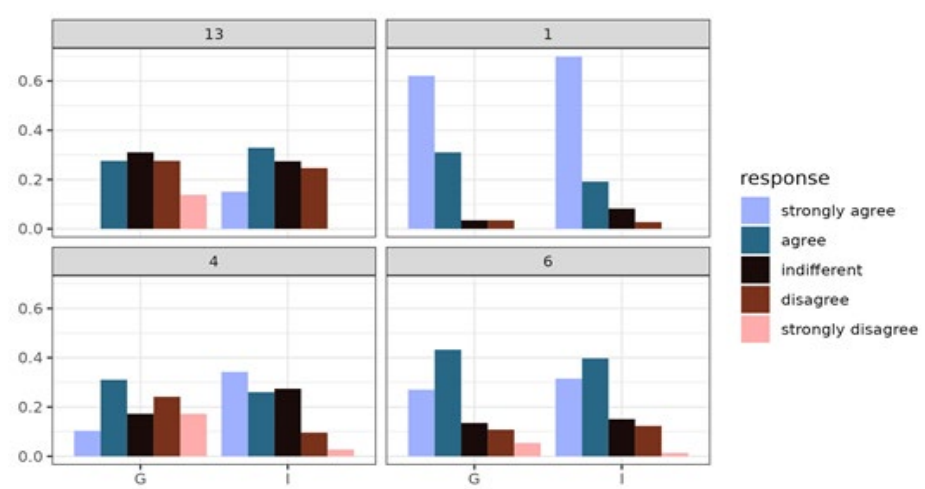 13
1
0.6
0.4
0.2
0.0
4
6
0.6
0.4
0.2
0.0
G
I
G
I
response
strongly agree
agree
indifferent
disagree
strongly disagree